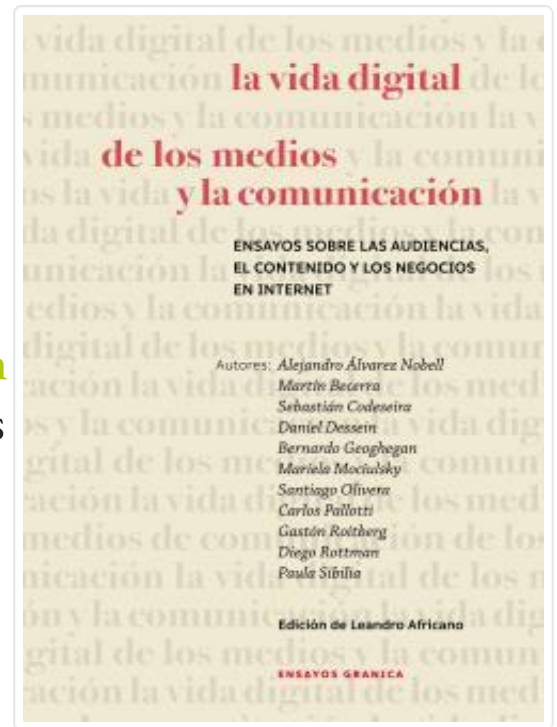 la vida digital
de los medios
y la comunicación
ENSAYOS SOBRE LAS AUDIENCIAS,
EL CONTENIDO Y LOS NEGOCIOS
EN INTERNET
Autores: Alejandro Álvarez Nobell
Martín Becerra
Sebastián Codeseira
Daniel Dessein
Bernardo Geoghegan
Mariela Mociulsky
Santiago Olivera
Carlos Pallotti
Gastón Roitberg
Diego Rottman
Paula Sibilia
Edición de Leandro Africano
ENSAYOS GRANICA